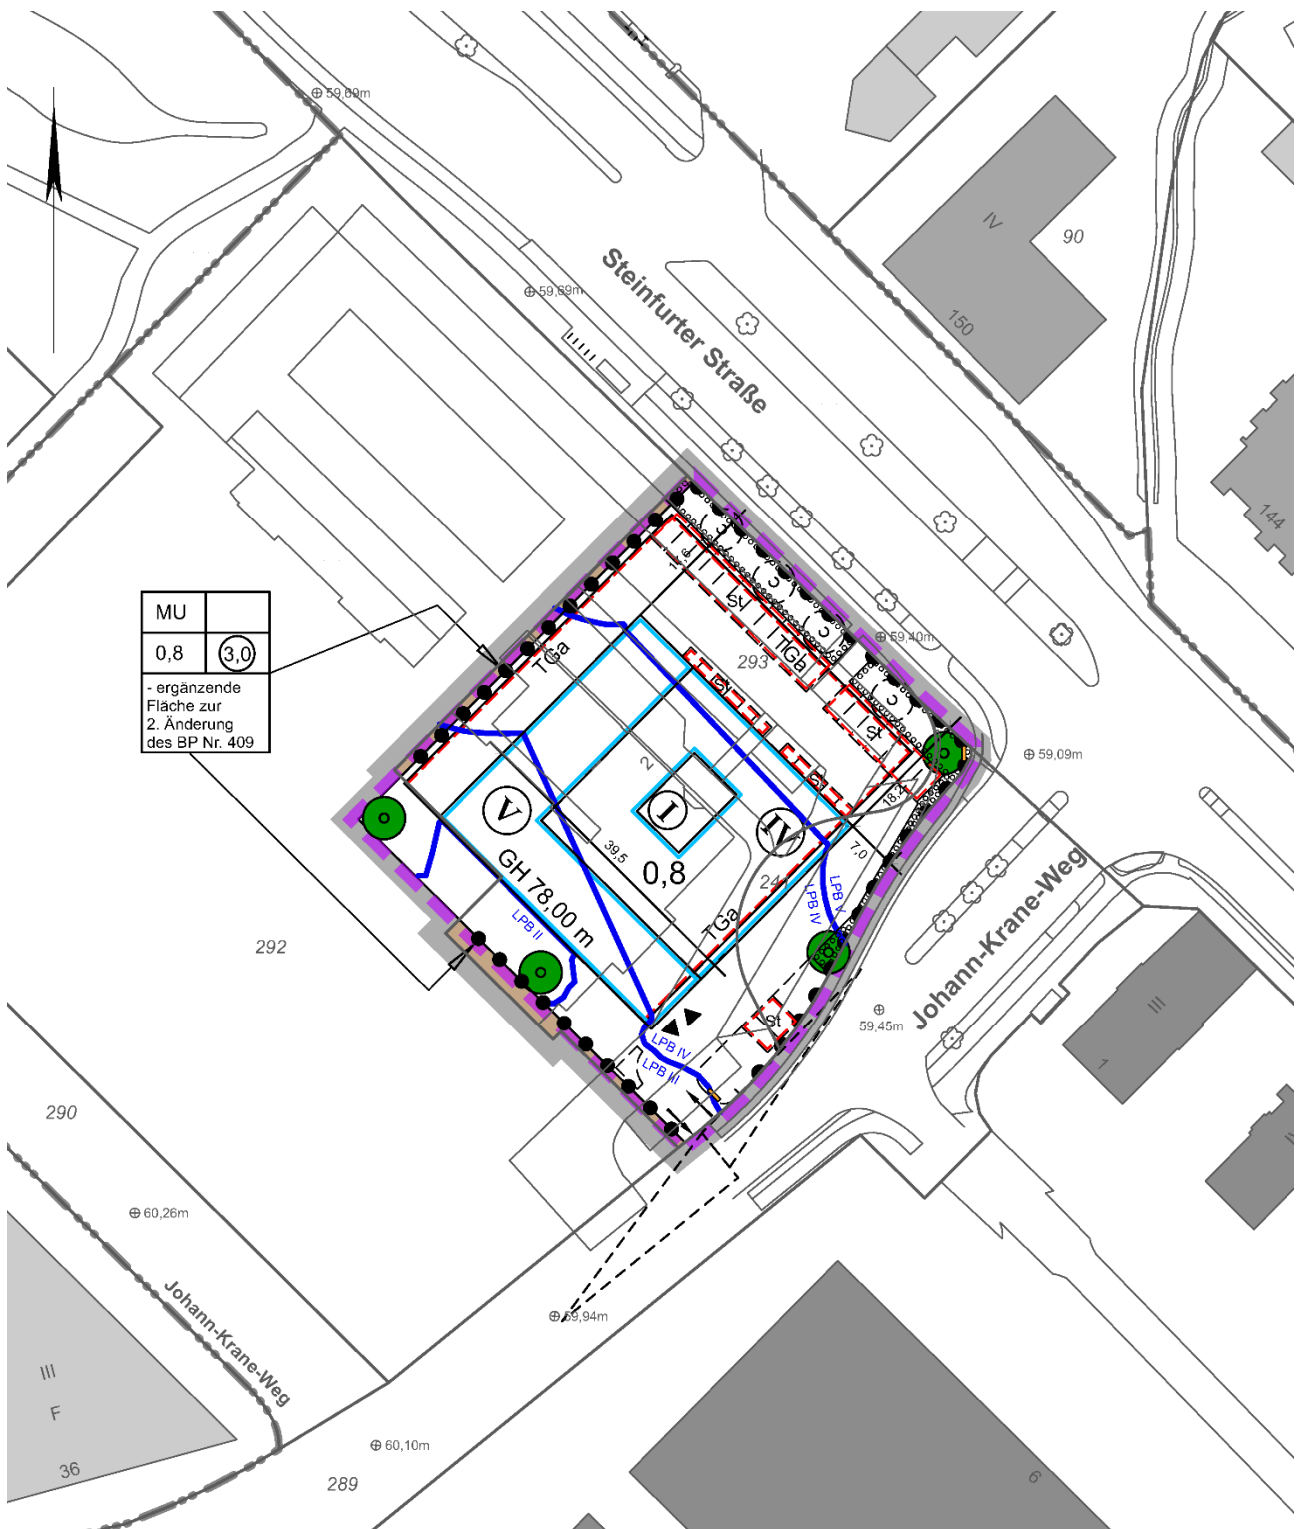 59,69m
59,69m
Steinfurter Straße
IV
90
150
144
MU
0,8
3,0
- ergänzende
Fläche zur
2. Änderung
des BP Nr. 409
TGa
St
TGa
293
59,40m
St
St
St
59,09m
18,2
2
V
I
IV
39,5
0,8
7,0
GH 78,00 m
241
LPB V
LPB IV
LPB II
TGa
292
St
59,45m
Johann-Krane-Weg
III
1
LPB IV
LPB III
290
60,26m
59,94m
Johann-Krane-Weg
III
F
36
60,10m
289
6